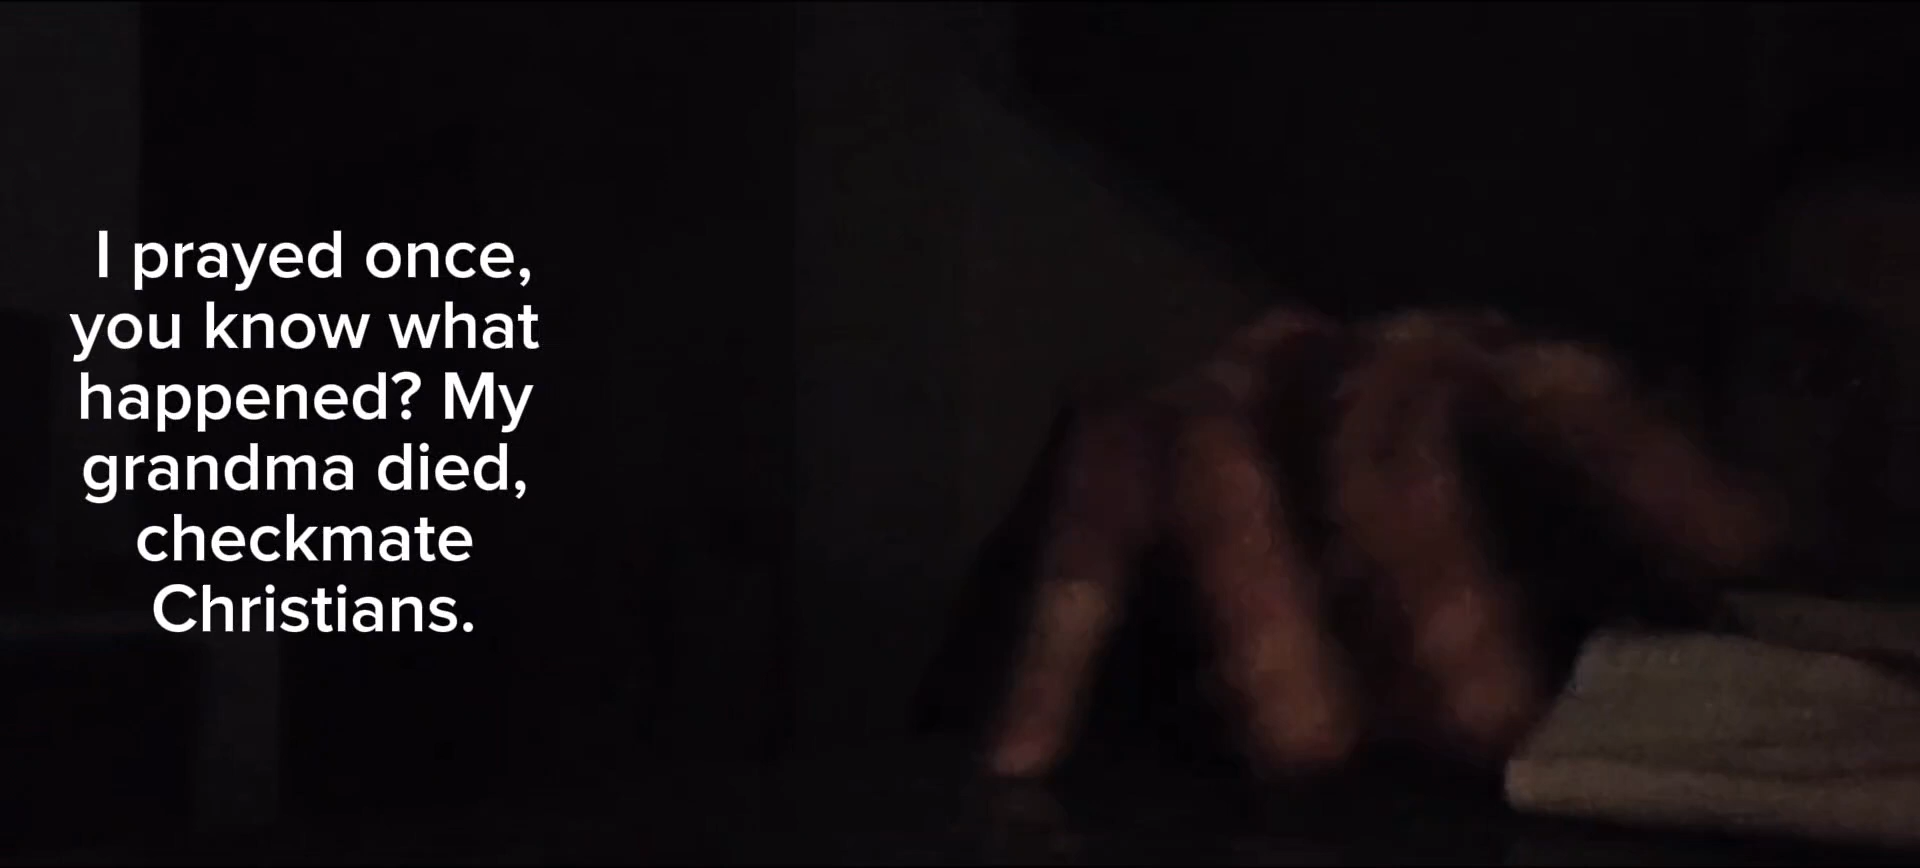 I prayed once,
you know what
happened? My
grandma died,
checkmate
Christians.